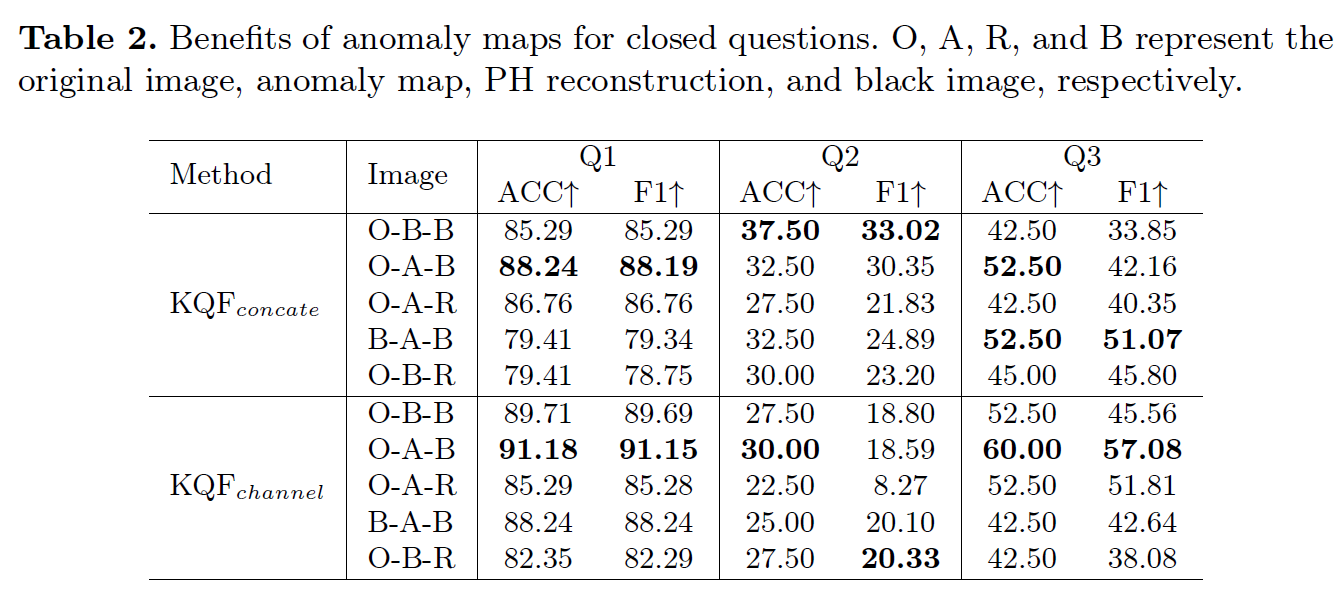 Table 2. Benefits of anomaly maps for closed questions. O, A, R, and B represent the
original image, anomaly map, PH reconstruction, and black image, respectively.
Method Image Q1 Q2 Q3
ACC↑ F1↑ ACC↑ F1↑ ACC↑ F1↑
O-B-B 85.29 85.29 37.50 33.02 42.50 33.85
O-A-B 88.24 88.19 32.50 30.35 52.50 42.16
KQFconcate O-A-R 86.76 86.76 27.50 21.83 42.50 40.35
B-A-B 79.41 79.34 32.50 24.89 52.50 51.07
O-B-R 79.41 78.75 30.00 23.20 45.00 45.80
O-B-B 89.71 89.69 27.50 18.80 52.50 45.56
O-A-B 91.18 91.15 30.00 18.59 60.00 57.08
KQFchannel O-A-R 85.29 85.28 22.50 8.27 52.50 51.81
B-A-B 88.24 88.24 25.00 20.10 42.50 42.64
O-B-R 82.35 82.29 27.50 20.33 42.50 38.08